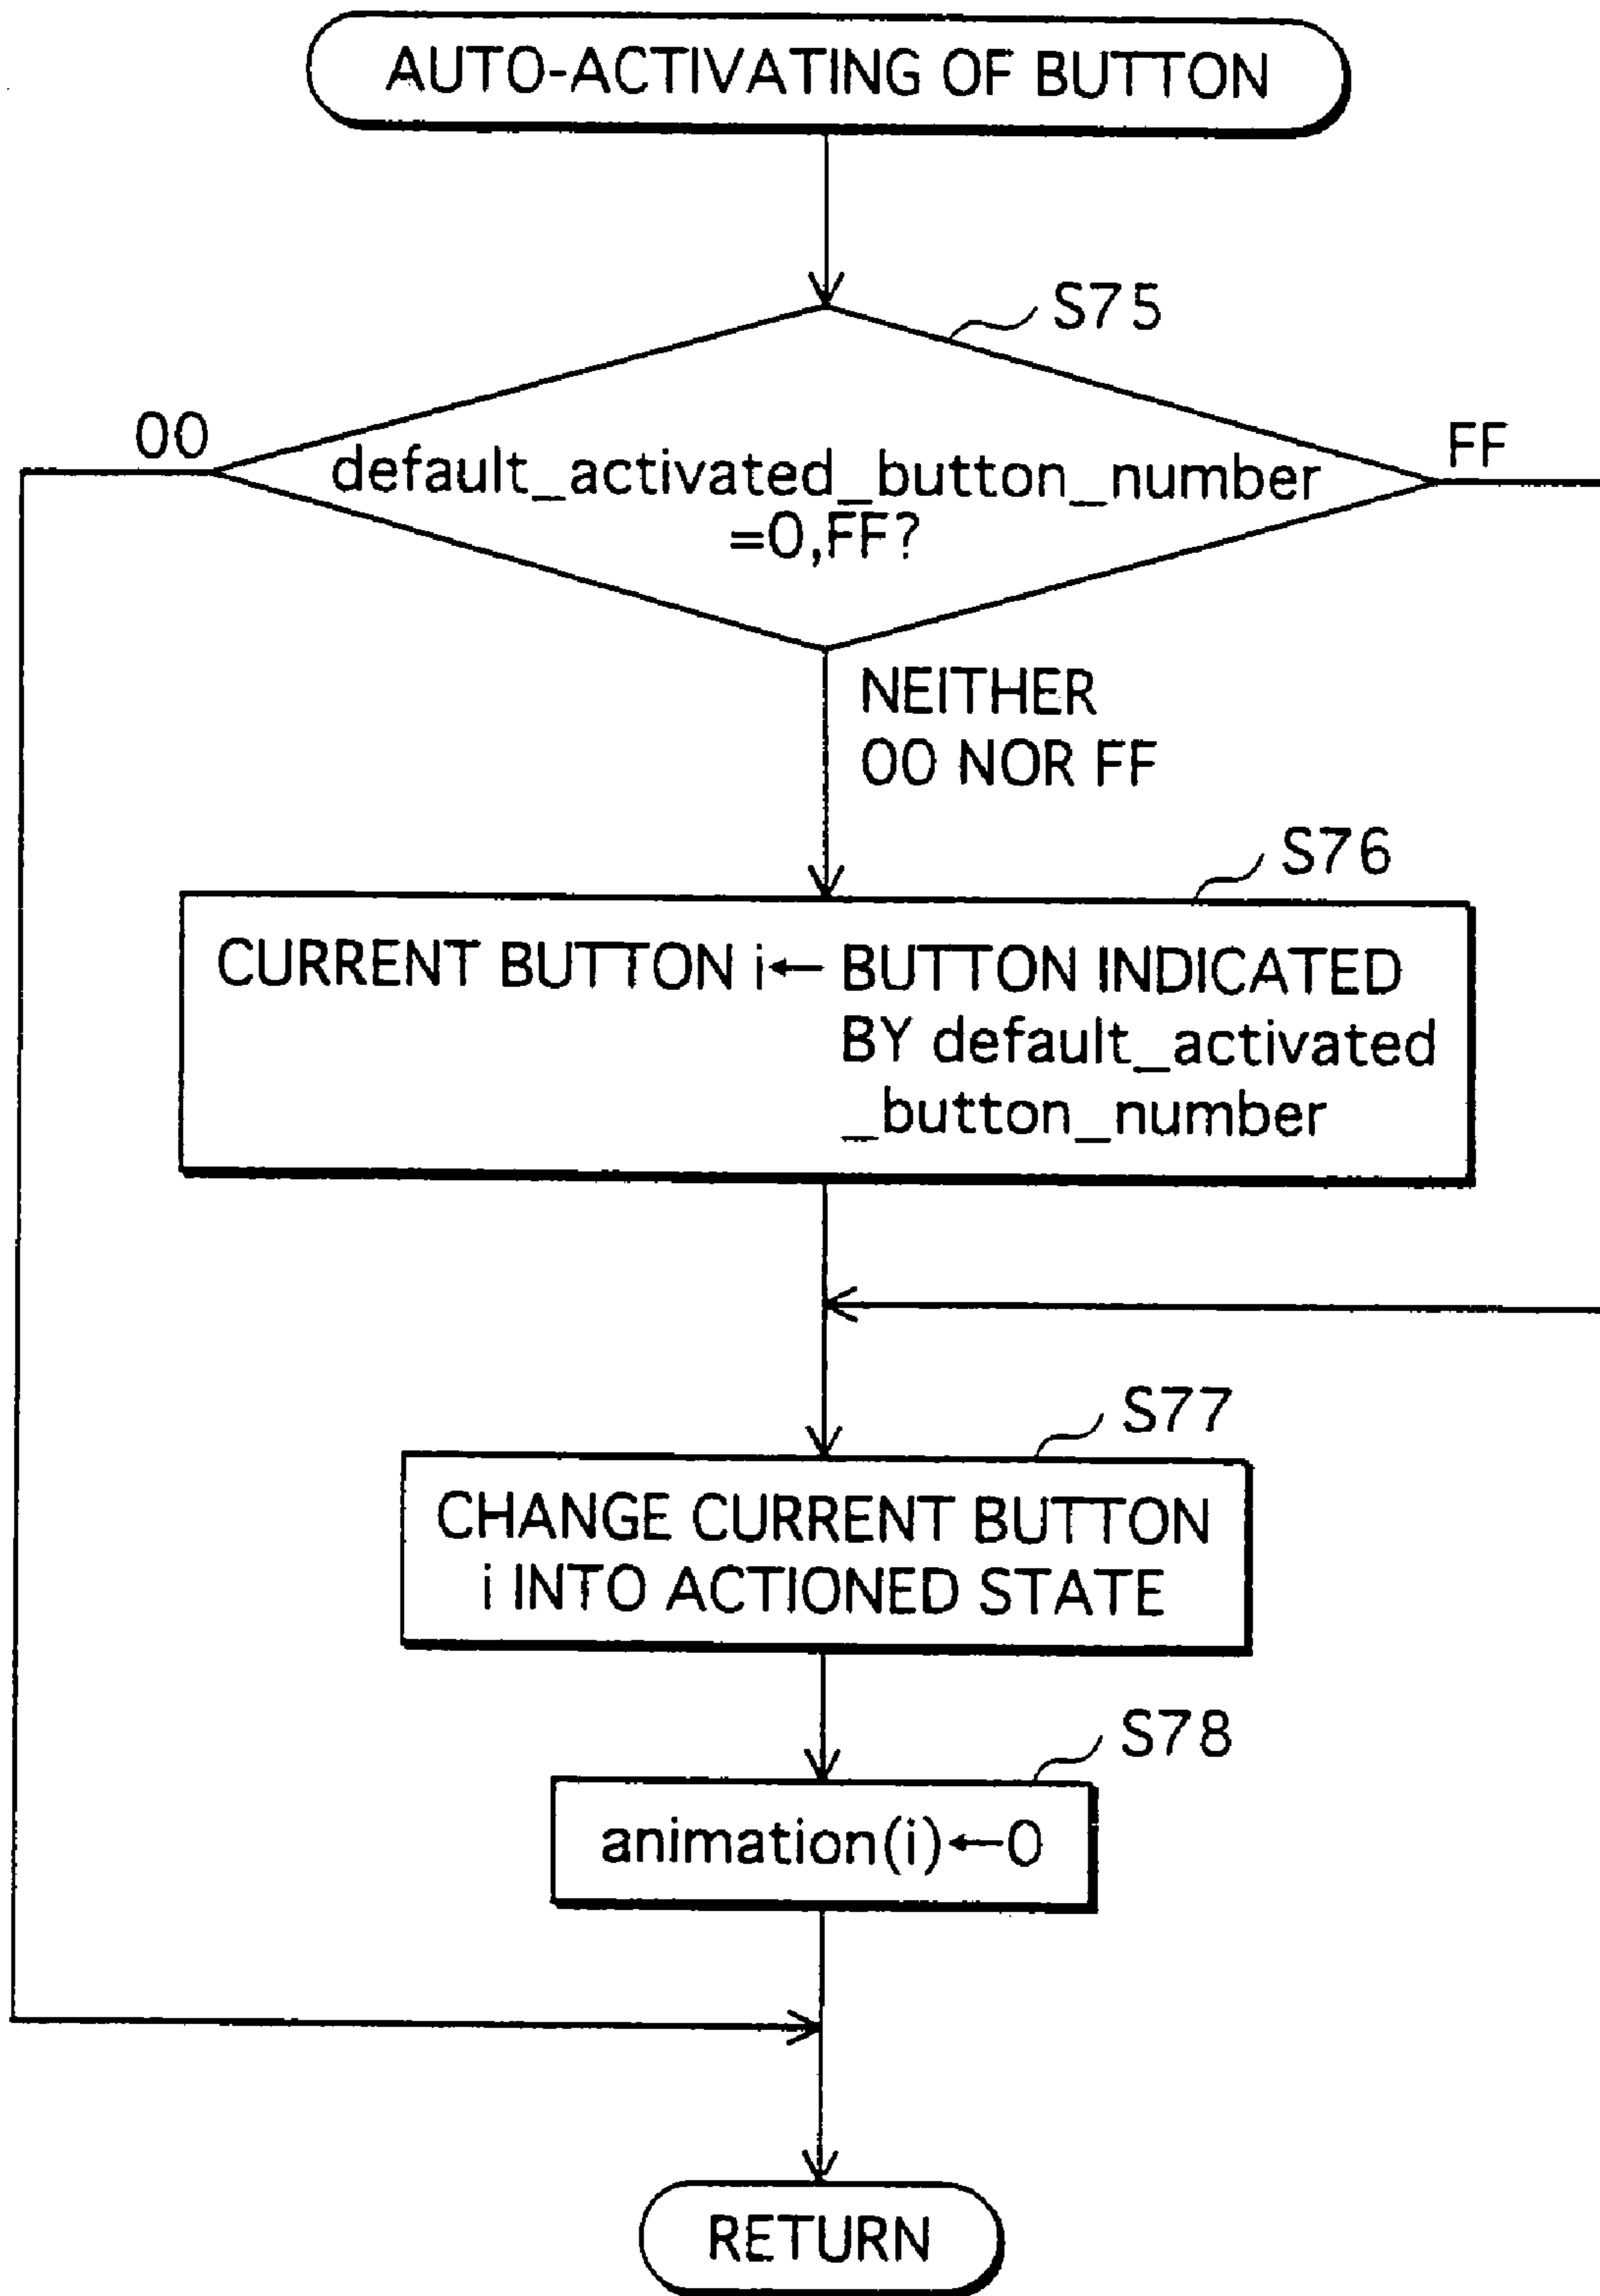 AUTO-ACTIVATING OF BUTTON
S75
00
FF
default_activated_button_number
=0,FF?
NEITHER
00 NOR FF
S76
CURRENT BUTTON i← BUTTON INDICATED
BY default_activated
_button_number
S77
CHANGE CURRENT BUTTON
i INTO ACTIONED STATE
S78
animation(i)←0
RETURN